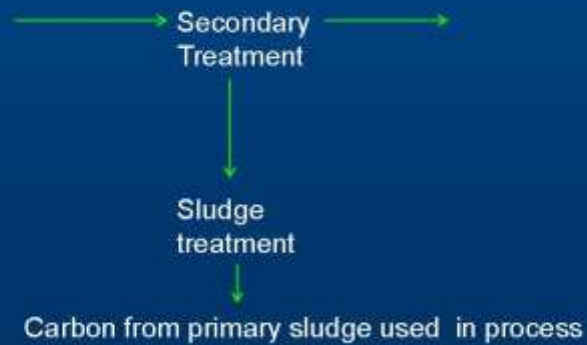 Secondary
Treatment
Sludge
treatment
Carbon from primary sludge used in process